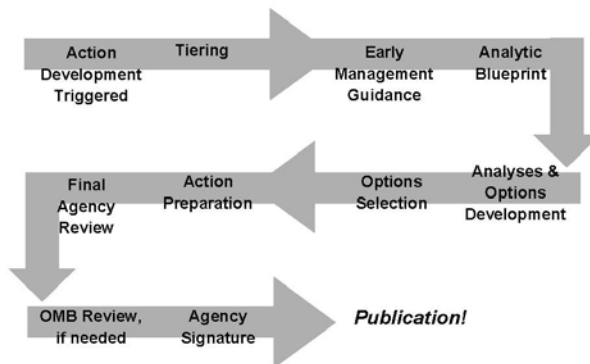 Action
Development
Triggered
Tiering
Early
Management
Guidance
Analytic
Blueprint
Analyses &
Options
Development
Options
Selection
Action
Preparation
Final
Agency
Review
OMB Review,
if needed
Agency
Signature
Publication!